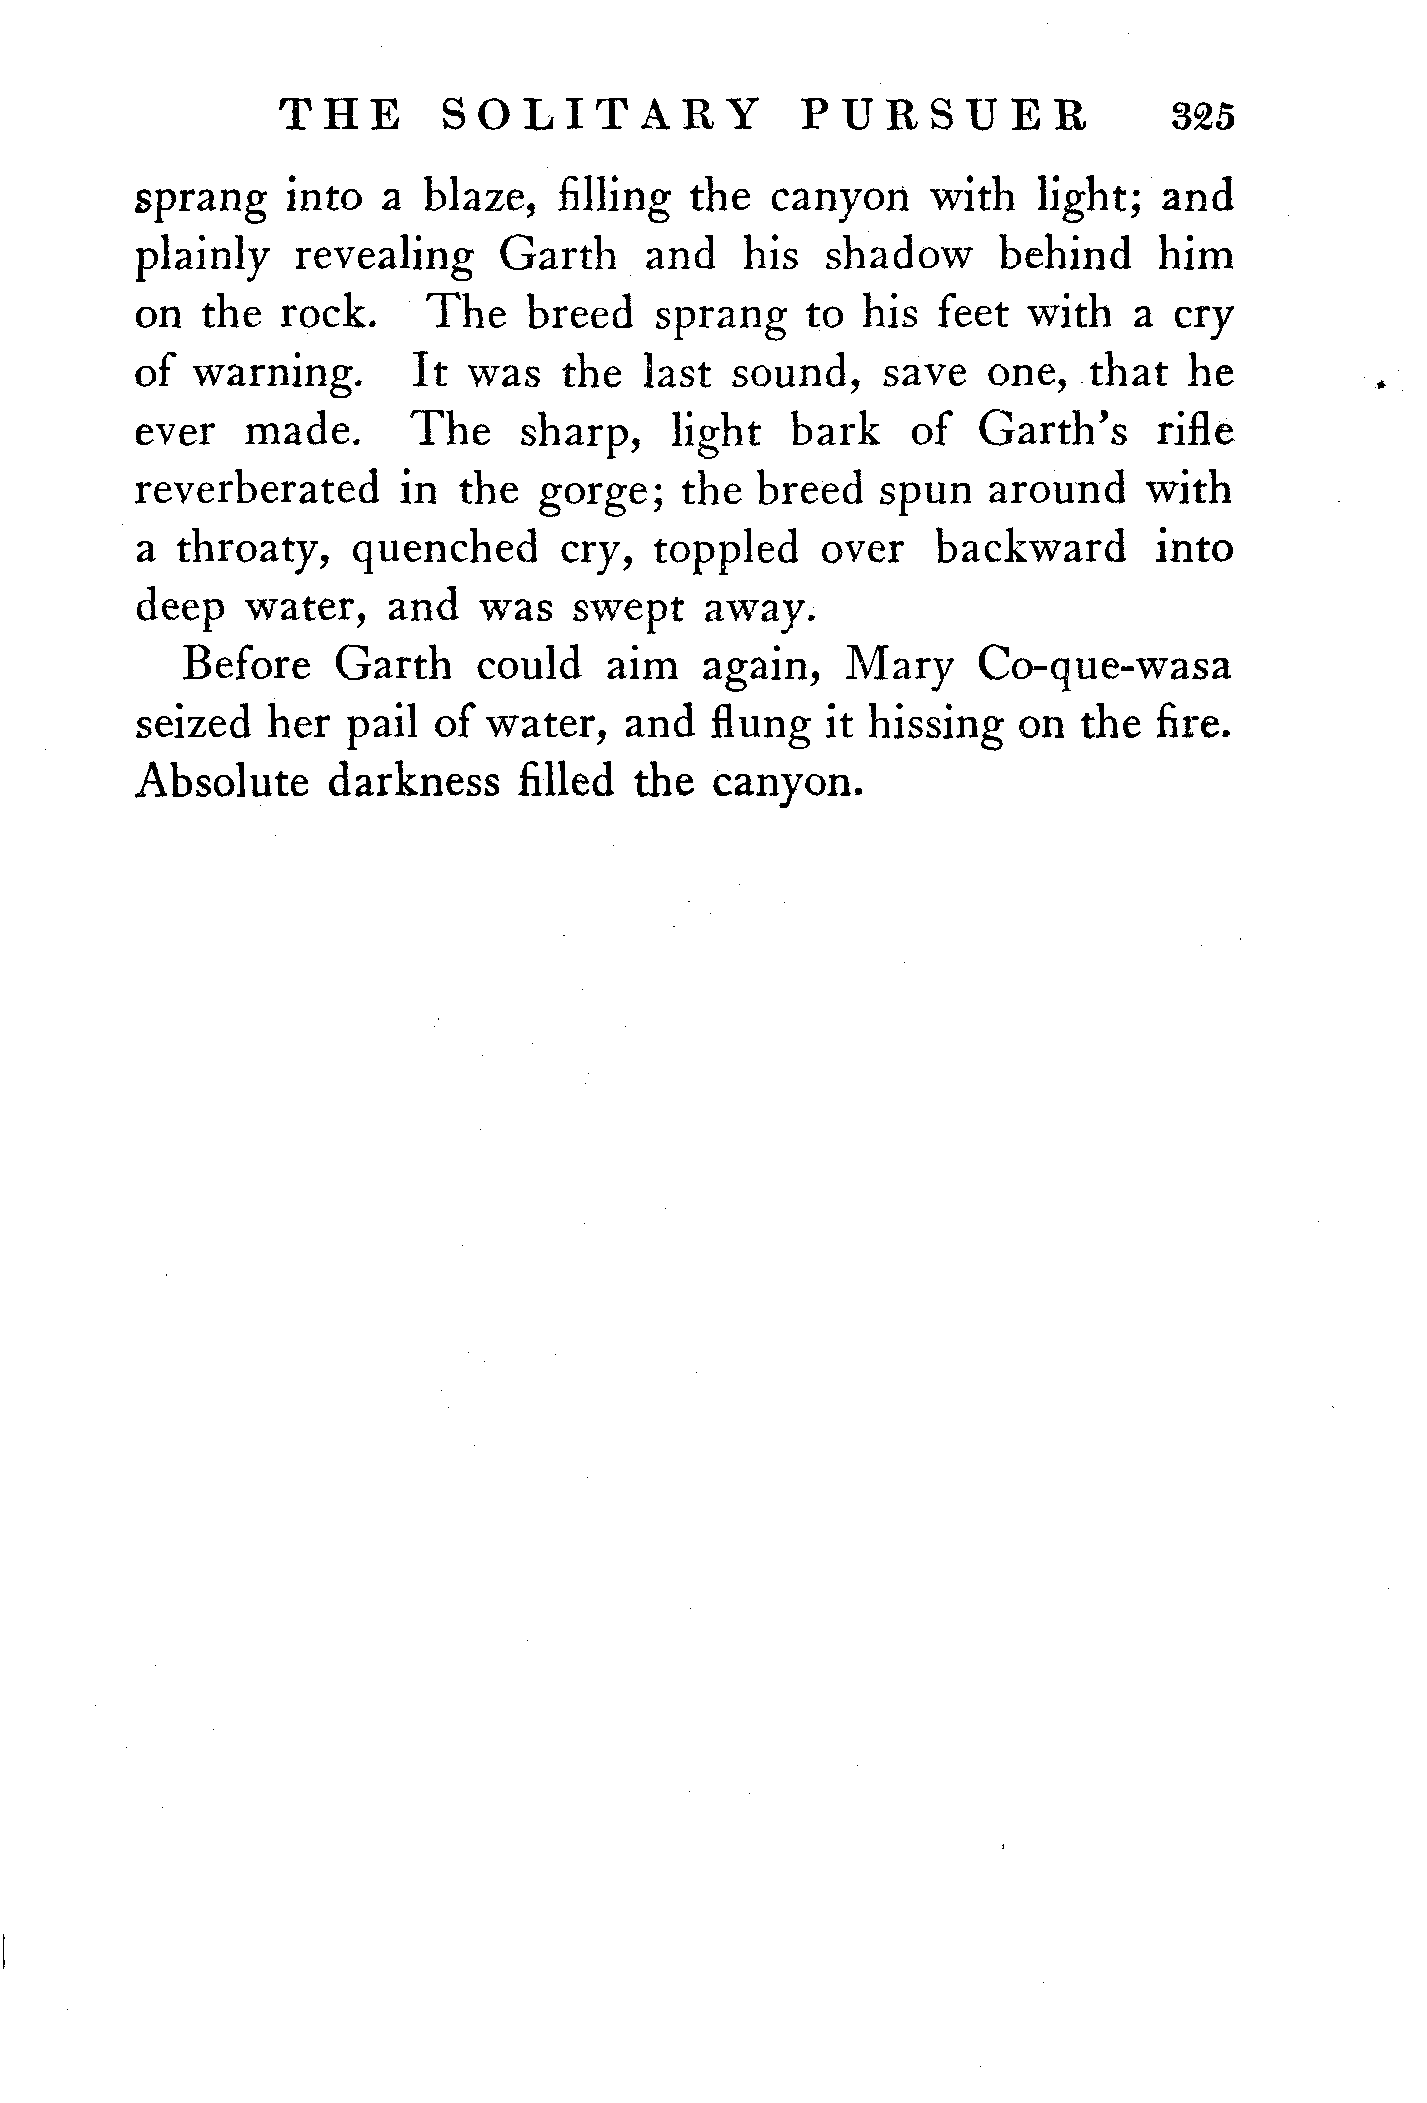 THE SOLITARY PURSUER 325
sprang into a blaze, filling the canyon with light; and
plainly revealing Garth and his shadow behind him
on the rock. The breed sprang to his feet with a cry
of warning. It was the last sound, save one, that he
ever made. The sharp, light bark of Garth's rifle
reverberated in the gorge; the breed spun around with
a throaty, quenched cry, toppled over backward into
deep water, and was swept away.
Before Garth could aim again, Mary Co-que-wasa
seized her pail of water, and flung it hissing on the fire.
Absolute darkness filled the canyon.